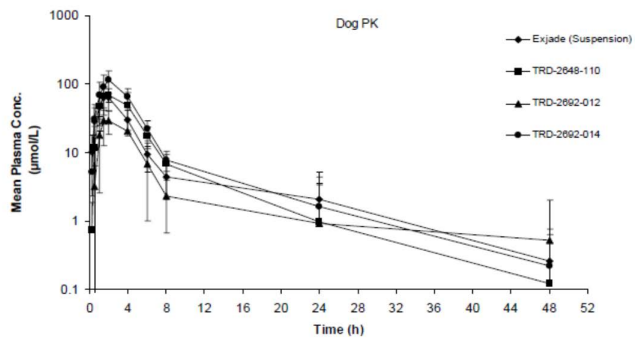 Dog PK
1000
100
10
1
0.1
Mean Plasma Conc.
(µmol/L)
0 4 8 12 16 20 24 28 32 36 40 44 48 52
Time (h)
Exjade (Suspension)
TRD-2648-110
TRD-2692-012
TRD-2692-014